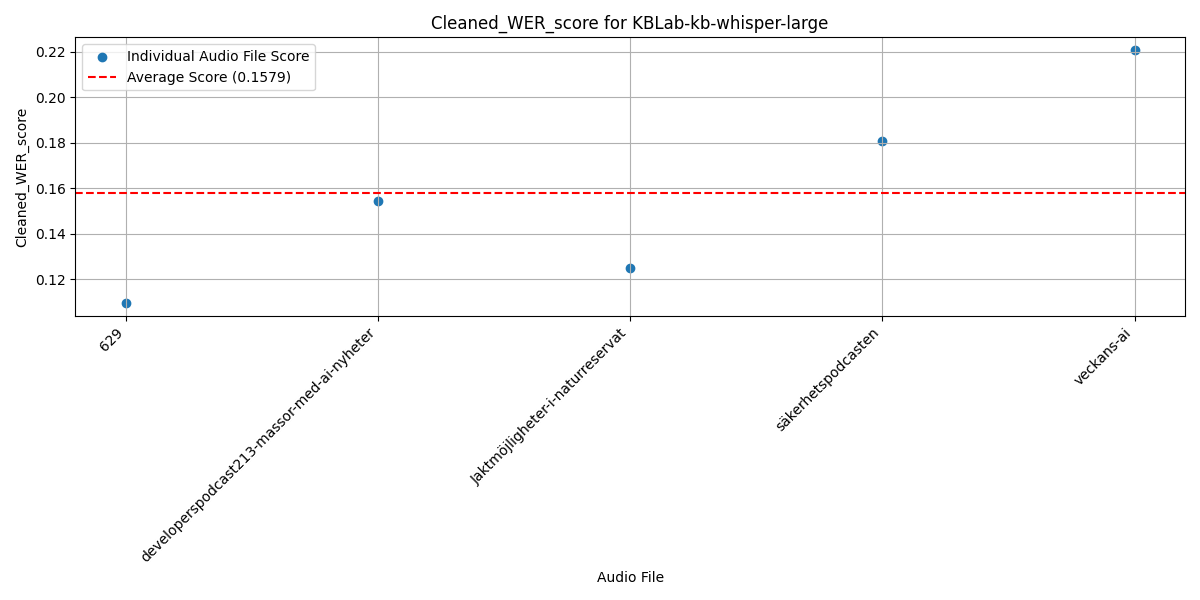 Cleaned_WER_score for KBLab-kb-whisper-large
Individual Audio File Score
Average Score (0.1579)
Cleaned_WER_score
0.22
0.20
0.18
0.16
0.14
0.12
629
developerspodcast213-massor-med-ai-nyheter
Jaktmöjligheter-i-naturreservat
säkerhetspodcasten
veckans-ai
Audio File